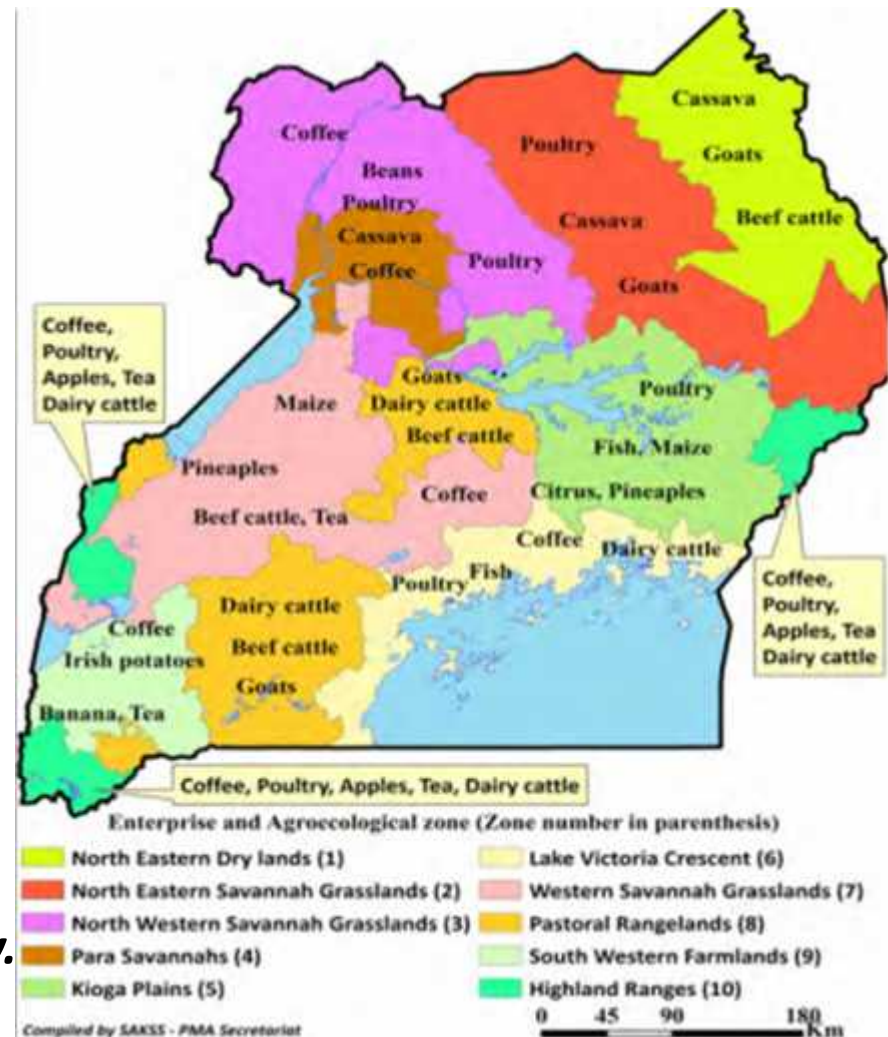 Cassava
Coffee
Poultry
Goats
Beans
Beef cattle
Poultry
Cassava
Cassava
Poultry
Coffee
Goats
Coffee,
Poultry,
Apples, Tea
Dairy cattle
Goats
Poultry
Maize
Dairy cattle
Beef cattle
Fish, Maize
Pineaples
Coffee
Citrus, Pineaples
Beef cattle, Tea
Coffee
Dairy cattle
Poultry
Fish
Coffee,
Poultry,
Apples, Tea
Dairy cattle
Dairy cattle
Coffee
Beef cattle
Irish potatoes
Goats
Banana, Tea
Coffee, Poultry, Apples, Tea, Dairy cattle
Enterprise and Agroecological zone (Zone number in parenthesis)
North Eastern Dry lands (1)
North Eastern Savannah Grasslands (2)
North Western Savannah Grasslands (3)
Para Savannahs (4)
Kioga Plains (5)
Lake Victoria Crescent (6)
Western Savannah Grasslands (7)
Pastoral Rangelands (8)
South Western Farmlands (9)
Highland Ranges (10)
Compiled by SAKSS - PMA Secretariat
0 45 90 180 Km